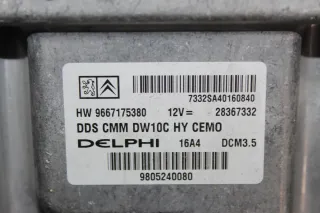 7332SA40160840
HW 9667175380 12V= 28367332
DDS CMM DW10C HY CEMO
DELPHI 16A4 DCM3.5
9805240080